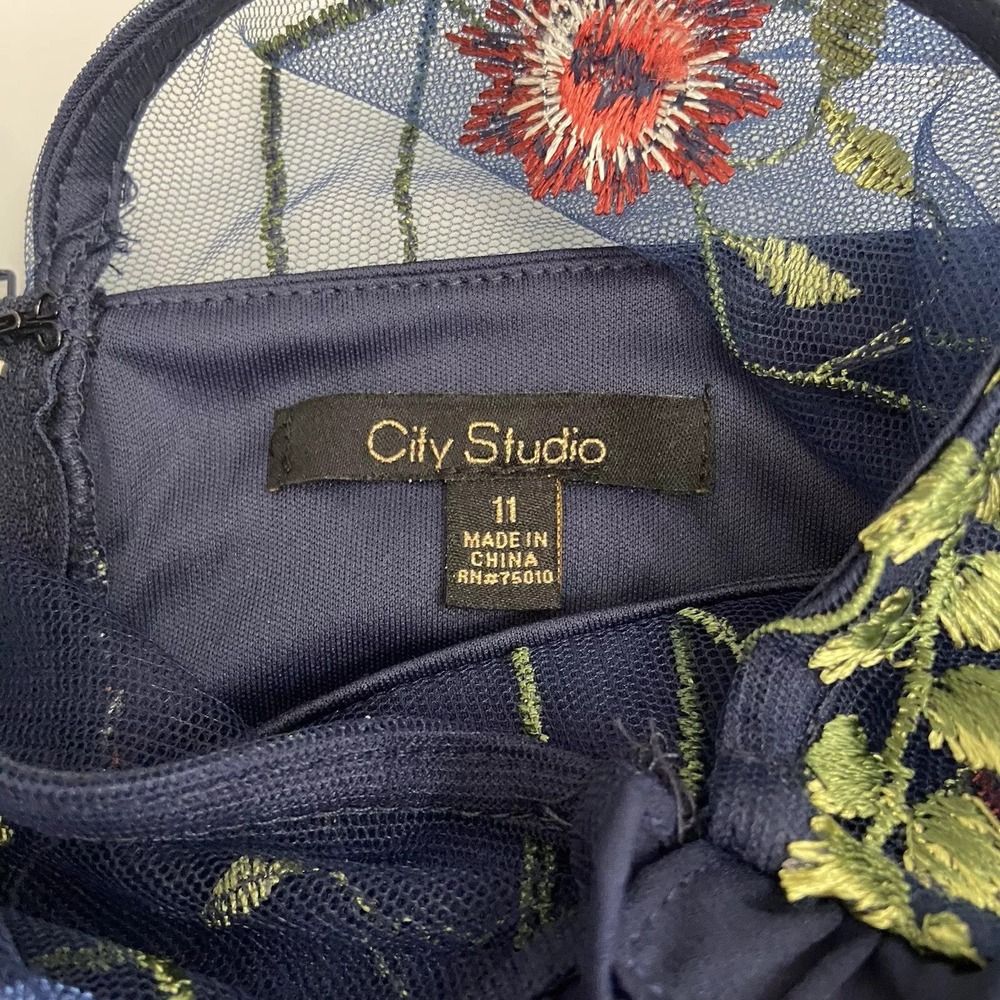 City Studio
11
MADE IN
CHINA
RN#75010